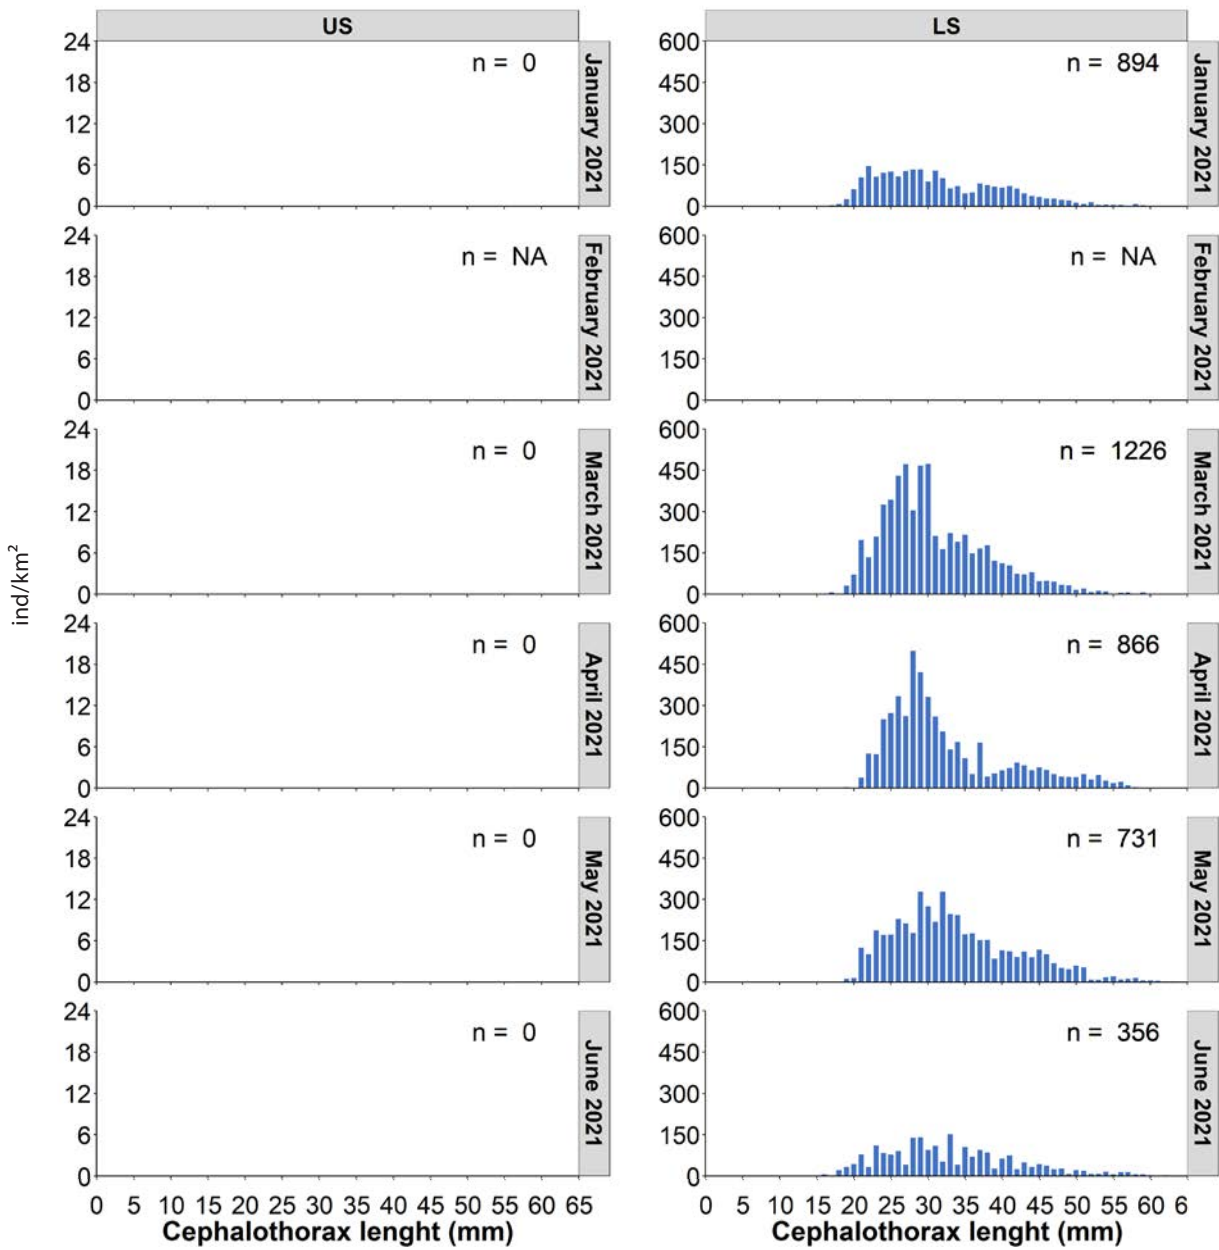 US
LS
24
18
12
6
0
n = 0
January 2021
600
450
300
150
0
n = 894
January 2021
24
18
12
6
0
n = NA
February 2021
600
450
300
150
0
n = NA
February 2021
24
18
12
6
0
n = 0
March 2021
600
450
300
150
0
n = 1226
March 2021
ind/km²
24
18
12
6
0
n = 0
April 2021
600
450
300
150
0
n = 866
April 2021
24
18
12
6
0
n = 0
May 2021
600
450
300
150
0
n = 731
May 2021
24
18
12
6
0
n = 0
June 2021
600
450
300
150
0
n = 356
June 2021
0 5 10 15 20 25 30 35 40 45 50 55 60 65
0 5 10 15 20 25 30 35 40 45 50 55 60 6
Cephalothorax lenght (mm)
Cephalothorax lenght (mm)